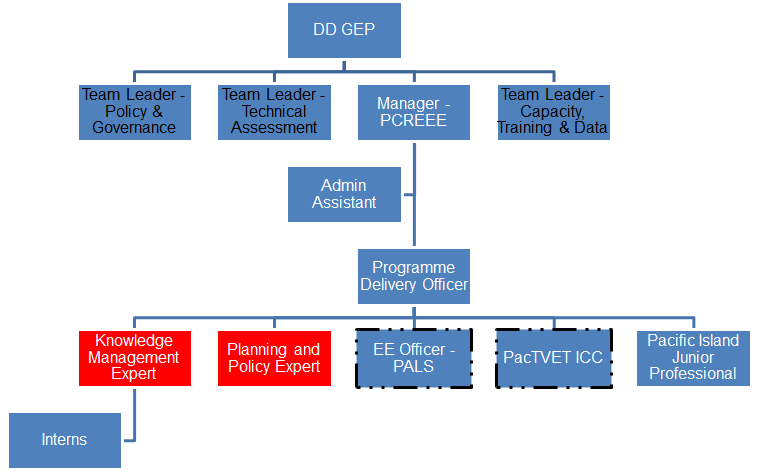 DD GEP
Team Leader -
Policy &
Governance
Team Leader -
Technical
Assessment
Manager -
PCREEE
Team Leader -
Capacity,
Training & Data
Admin
Assistant
Programme
Delivery Officer
Knowledge
Management
Expert
Planning and
Policy Expert
EE Officer -
PALS
PacTVET ICC
Pacific Island
Junior
Professional
Interns